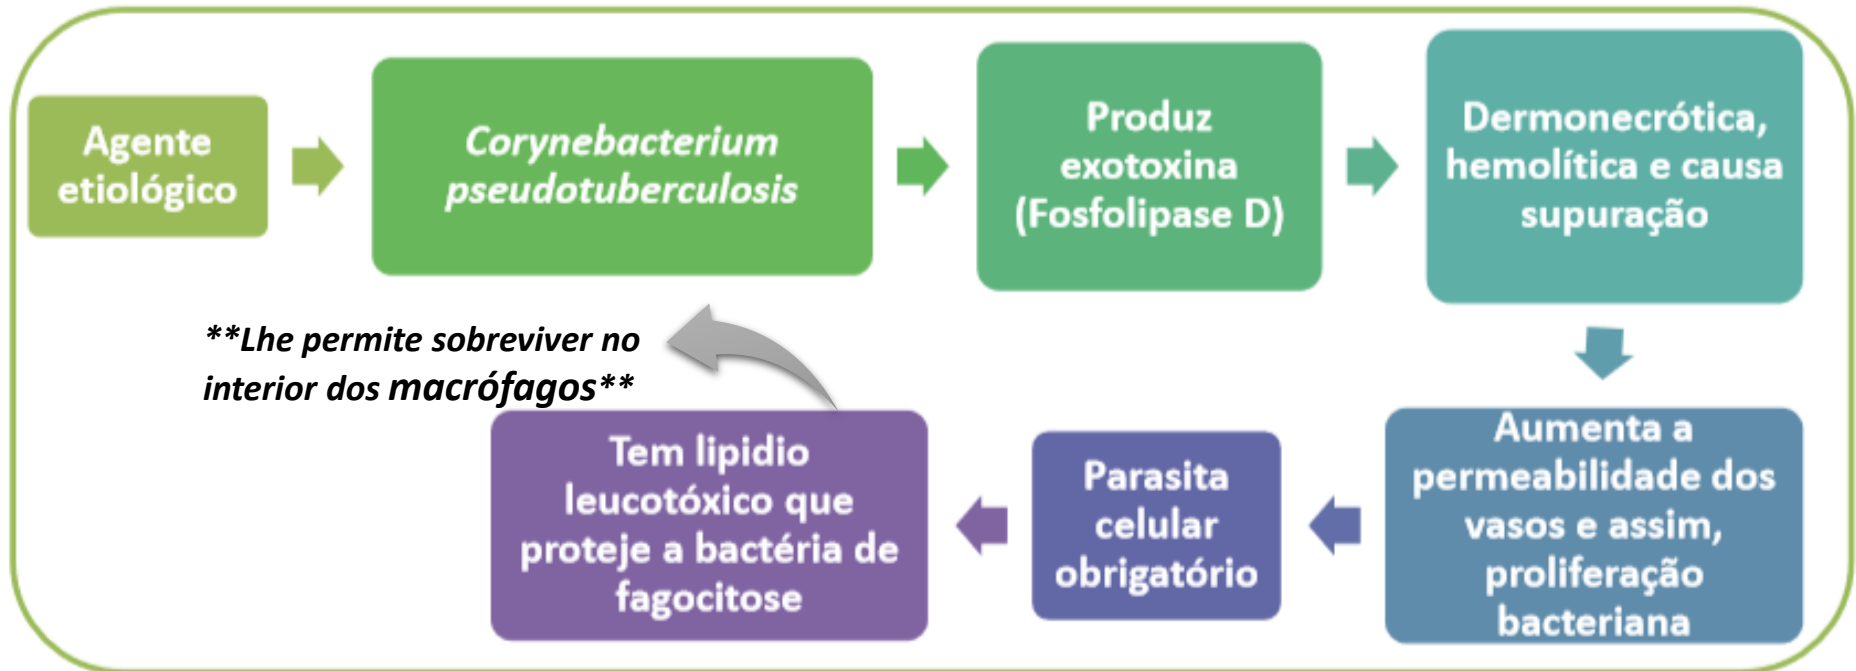 Agente
etiológico
Corynebacterium
pseudotuberculosis
Produz
exotoxina
(Fosfolipase D)
Dermonecrótica,
hemolítica e causa
supuração
Aumenta a
permeabilidade dos
vasos e assim,
proliferação
bacteriana
Parasita
celular
obrigatório
Tem lipidio
leucotóxico que
proteje a bactéria de
fagocitose
**Lhe permite sobreviver no
interior dos macrófagos**